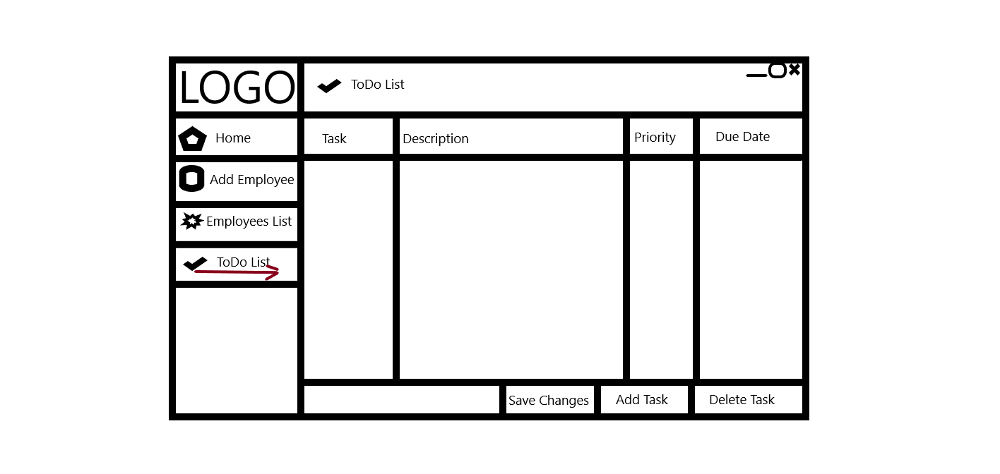 LOGO
ToDo List
Home
Add Employee
Employees List
ToDo List
Task
Description
Priority
Due Date
Save Changes
Add Task
Delete Task